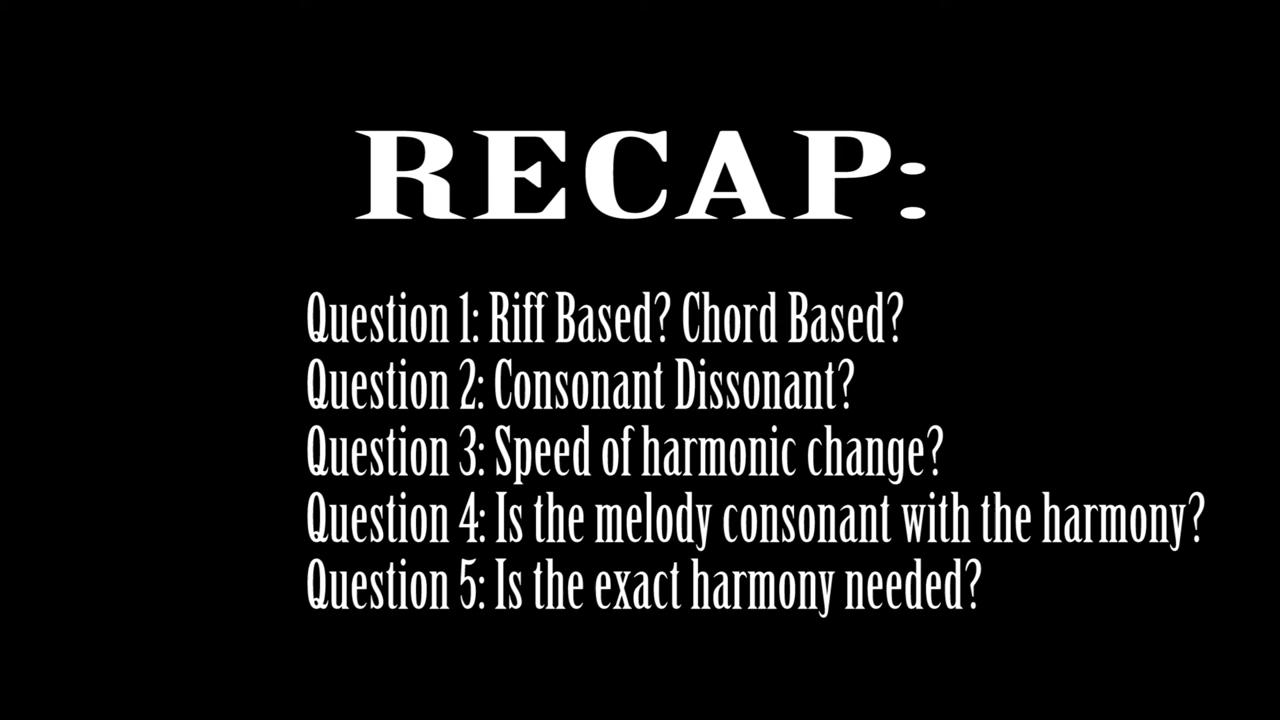 RECAP:
Question 1: Riff Based? Chord Based?
Question 2: Consonant Dissonant?
Question 3: Speed of harmonic change?
Question 4: Is the melody consonant with the harmony?
Question 5: Is the exact harmony needed?